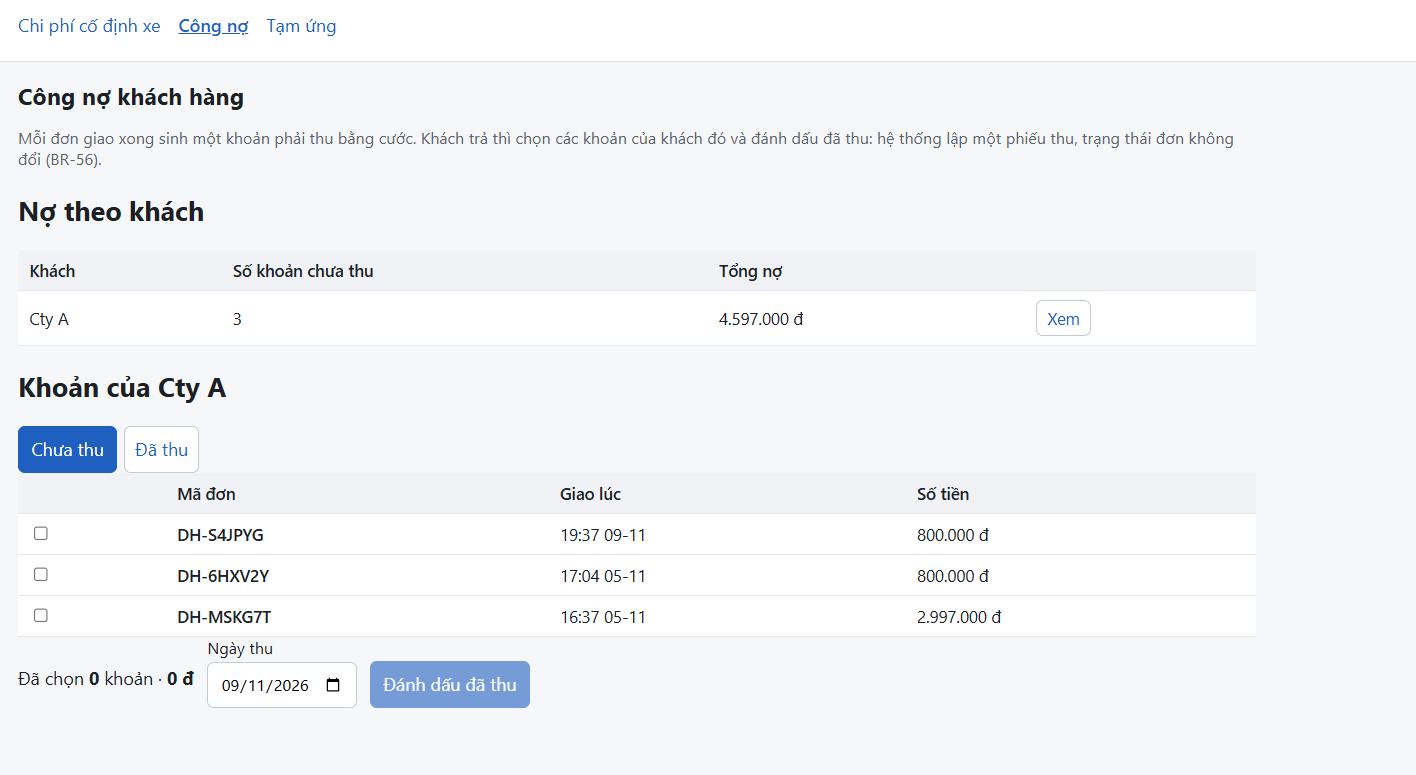 Chi phí cố định xe Công nợ Tạm ứng
Công nợ khách hàng
Mỗi đơn giao xong sinh một khoản phải thu bằng cước. Khách trả thì chọn các khoản của khách đó và đánh dấu đã thu: hệ thống lập một phiếu thu, trạng thái đơn không
đổi (BR-56).
Nợ theo khách
Khách Số khoản chưa thu Tổng nợ
Cty A 3 4.597.000 đ Xem
Khoản của Cty A
Chưa thu Đã thu
Mã đơn Giao lúc Số tiền
DH-S4JPYG 19:37 09-11 800.000 đ
DH-6HXV2Y 17:04 05-11 800.000 đ
DH-MSKG7T 16:37 05-11 2.997.000 đ
Ngày thu
Đã chọn 0 khoản · 0 đ 09/11/2026 Đánh dấu đã thu